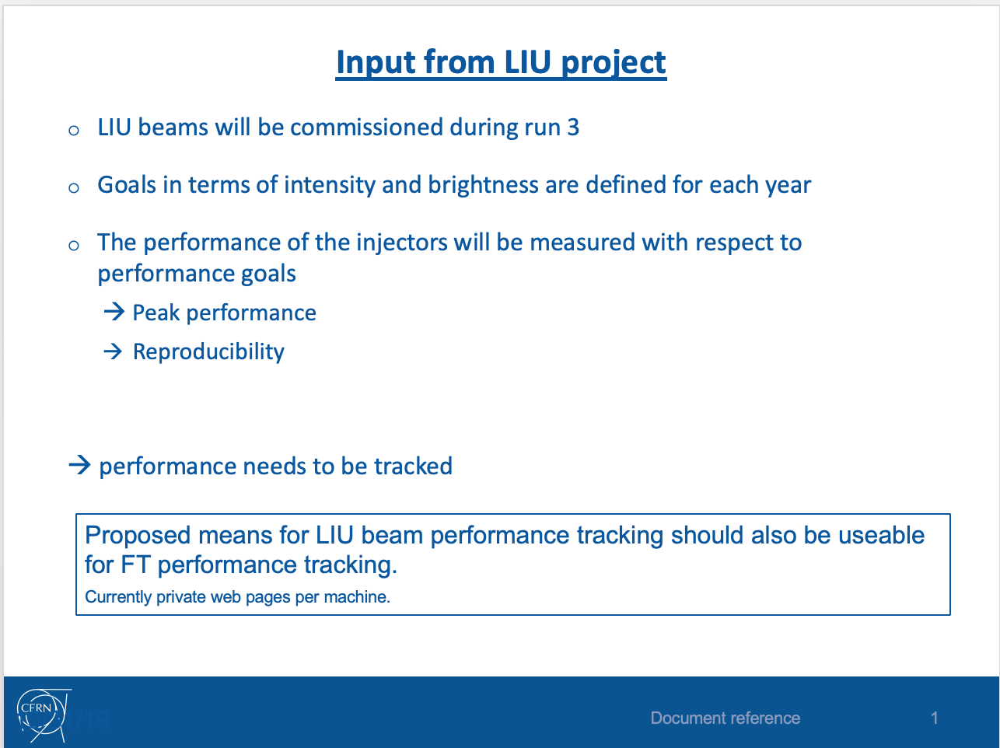 Input from LIU project
o LIU beams will be commissioned during run 3
o Goals in terms of intensity and brightness are defined for each year
o The performance of the injectors will be measured with respect to
performance goals
→ Peak performance
→ Reproducibility
→ performance needs to be tracked
Proposed means for LIU beam performance tracking should also be useable
for FT performance tracking.
Currently private web pages per machine.
CERN
Document reference
1